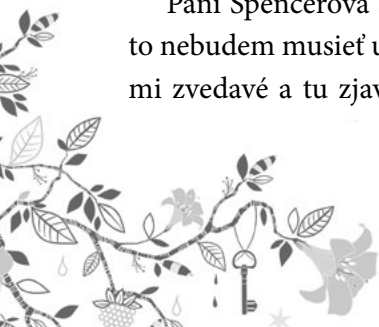 Pani Spencerová
to nebudem musieť u
mi zvedavé a tu zjav